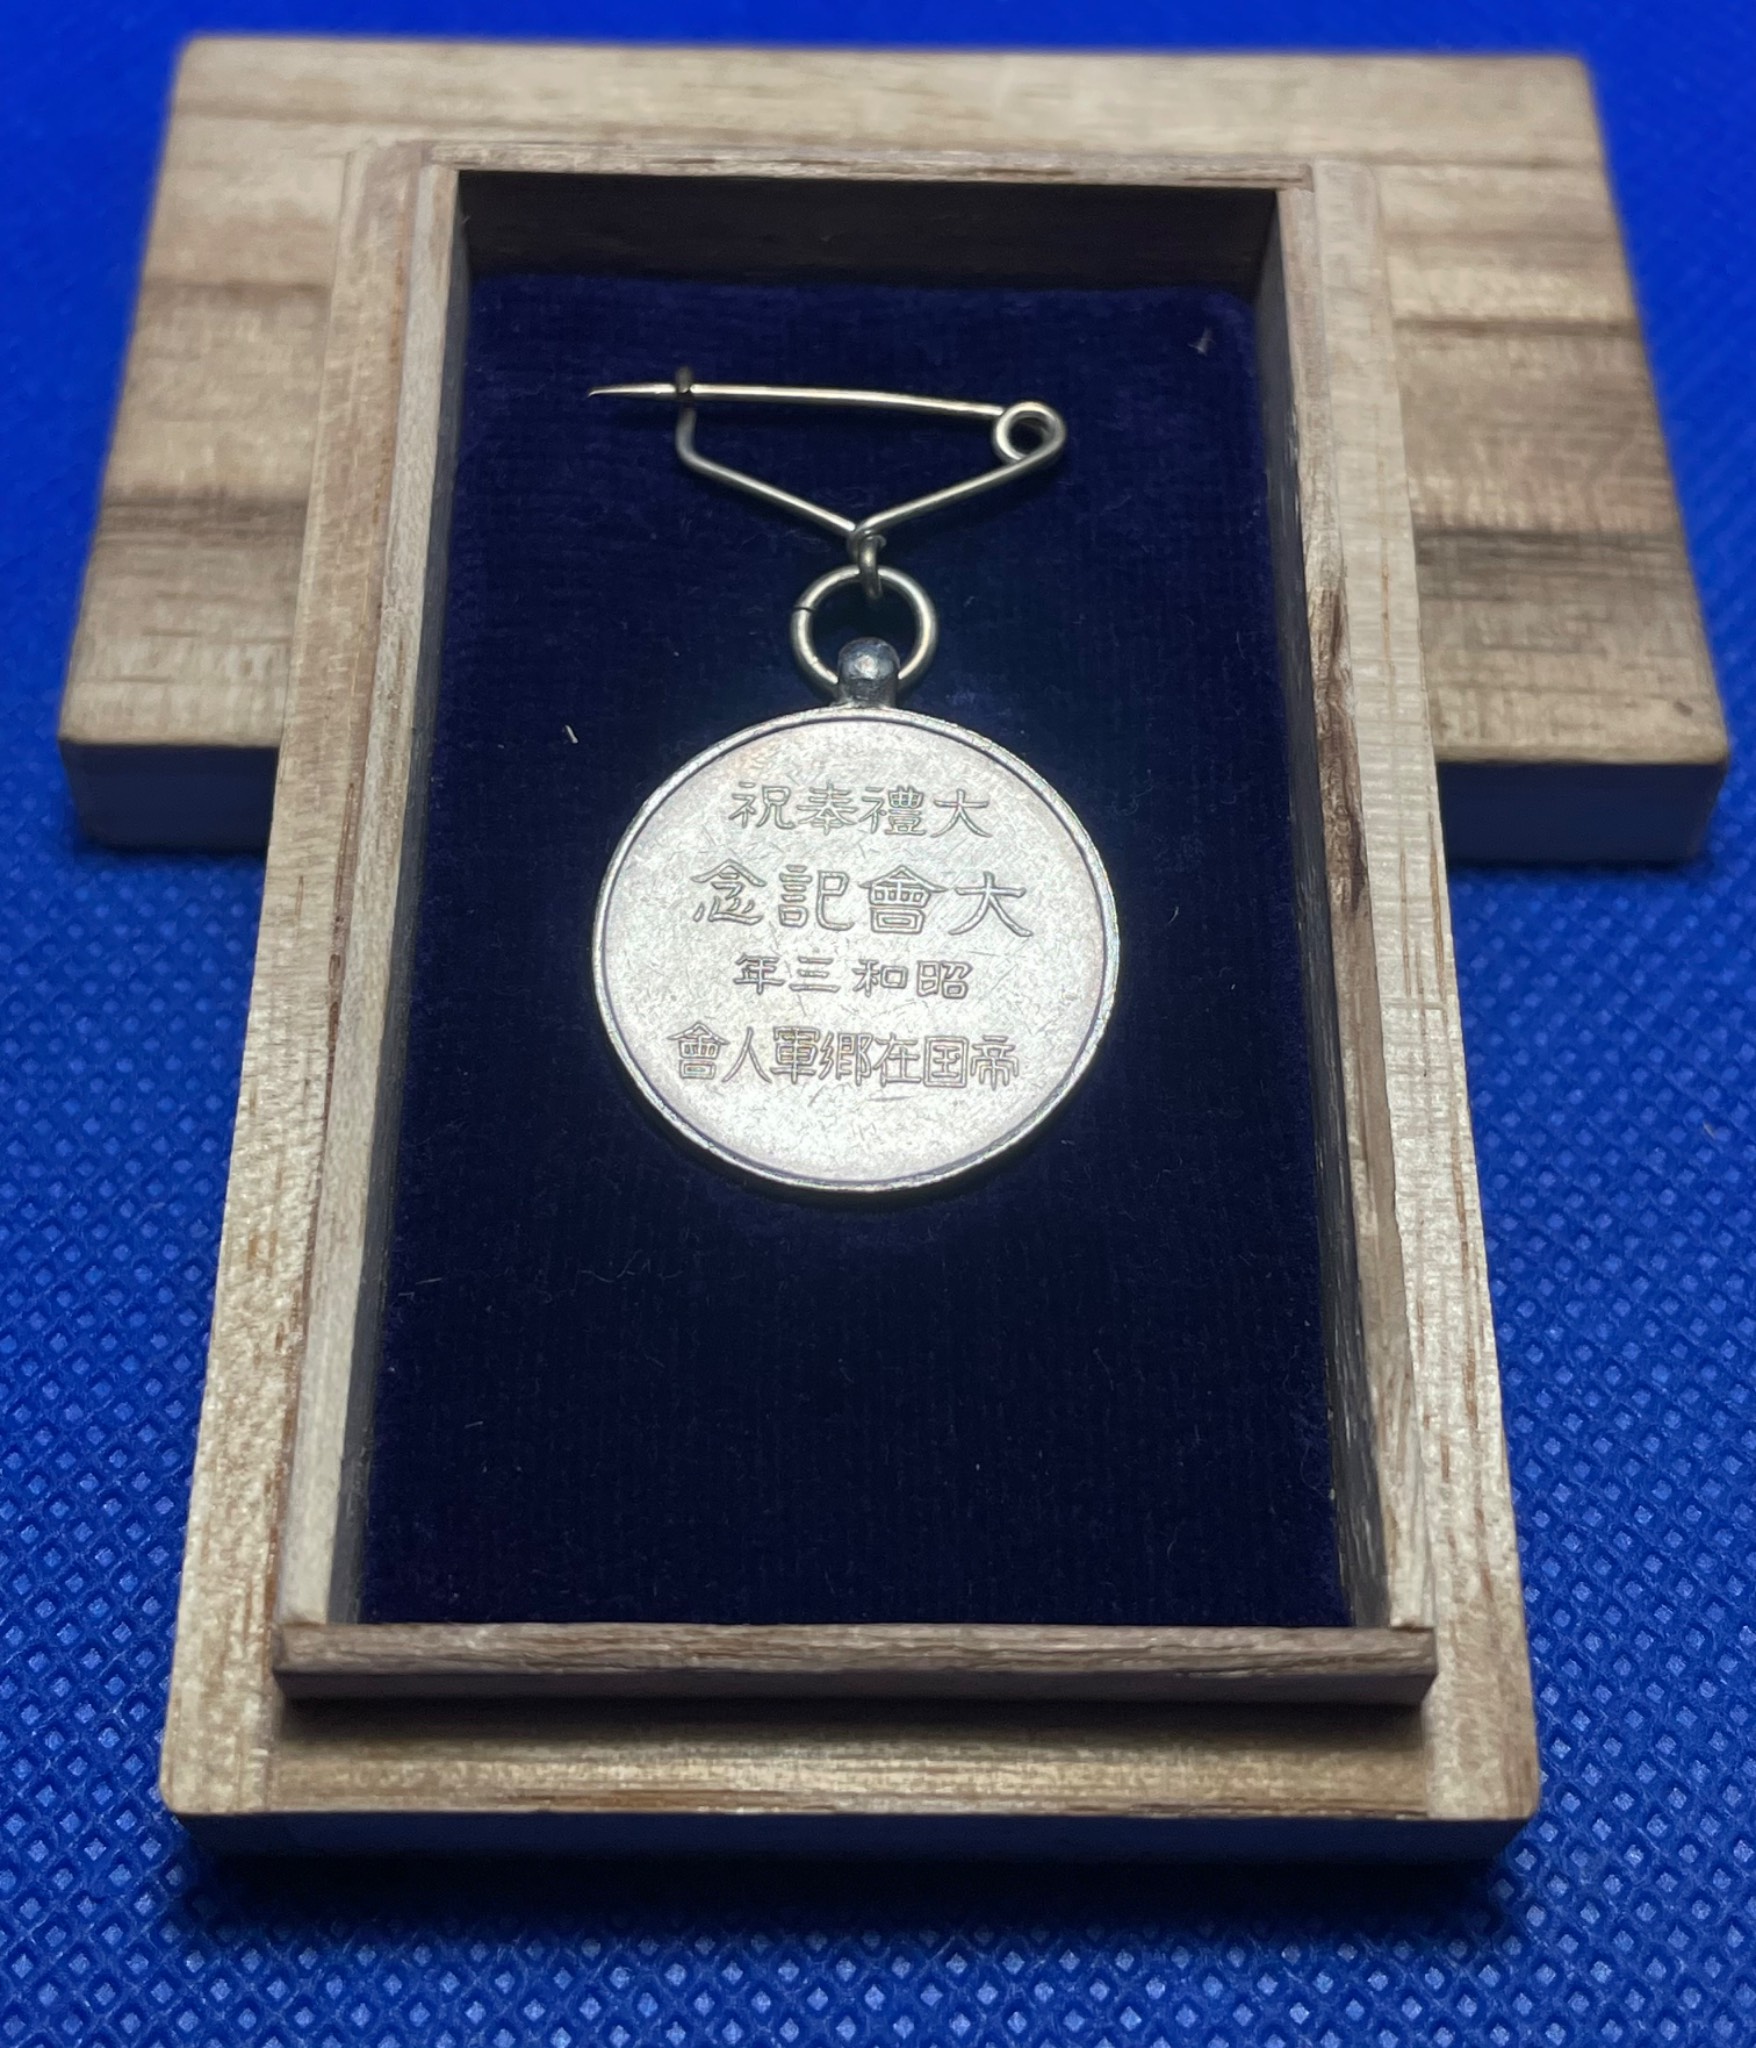 大禮奉祝
大會記念
昭和三年
帝国在郷軍人會